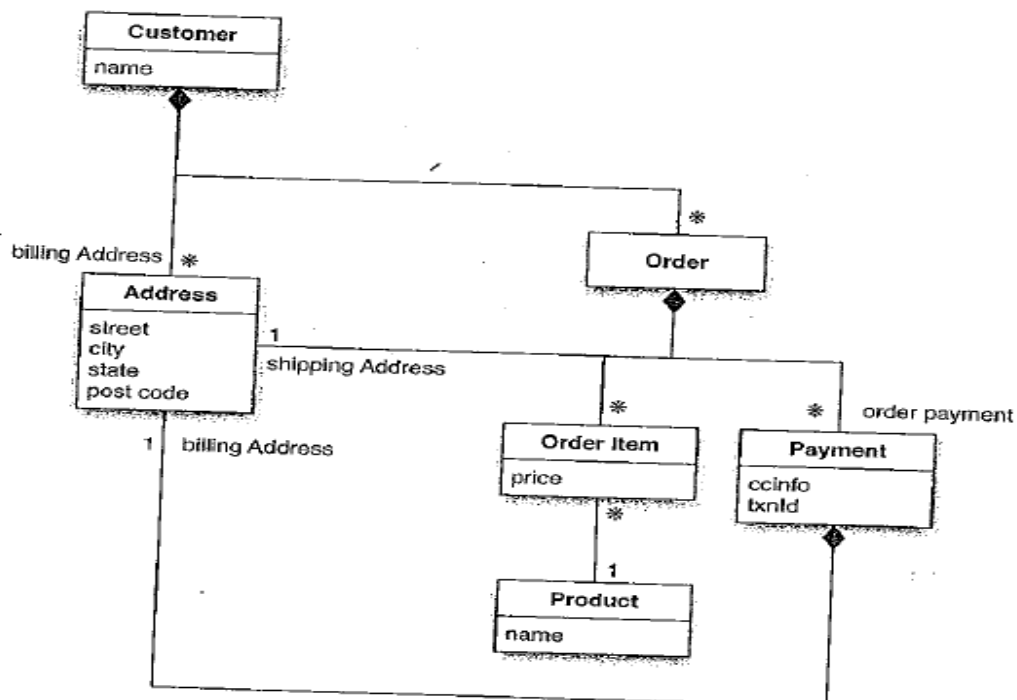 Customer
name
*
billing Address *
Order
Address
street
city
state
post code
1
shipping Address
*
* order payment
1 billing Address
Order Item
price
Payment
ccinfo
txnId
*
1
Product
name